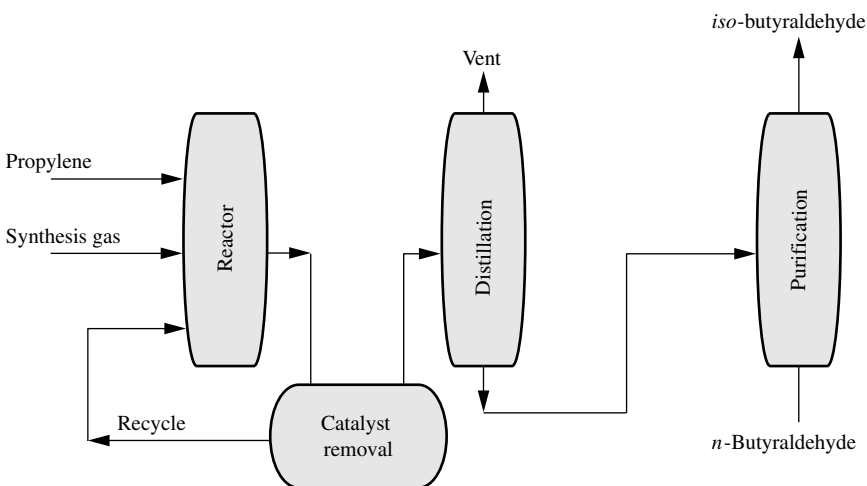 iso-butyraldehyde
Vent
Propylene
Synthesis gas
Reactor
Distillation
Purification
Recycle
Catalyst
removal
n-Butyraldehyde